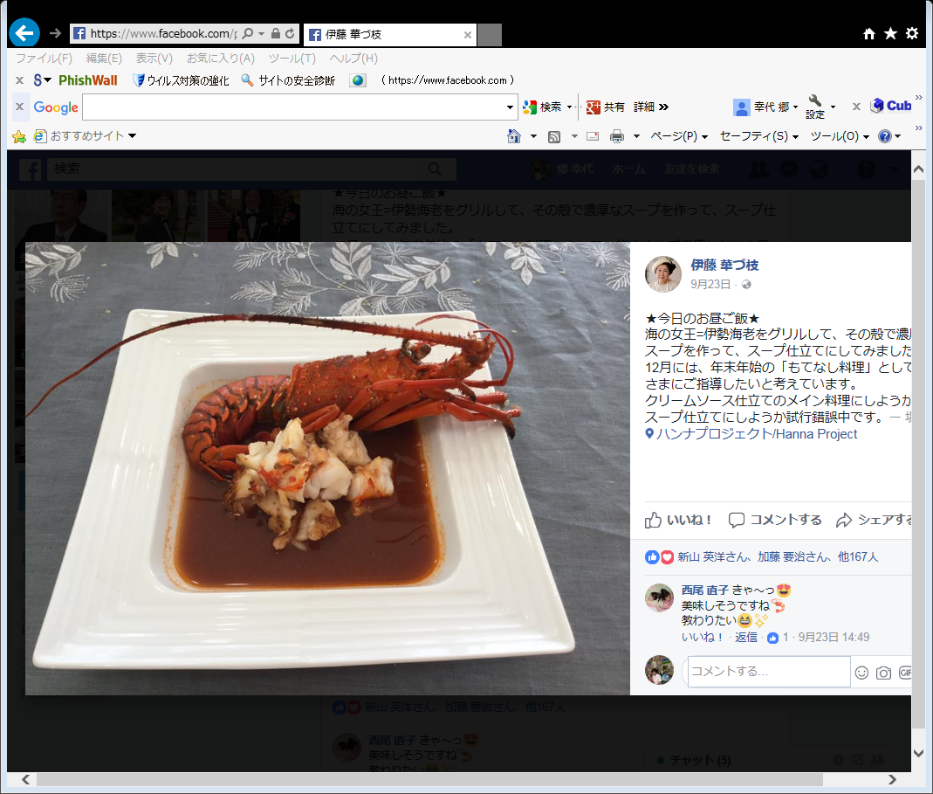 https://www.facebook.com/p
伊藤 華づ枝
ファイル(F) 編集(E) 表示(V) お気に入り(A) ツール(T) ヘルプ(H)
x S PhishWall ウイルス対策の強化 サイトの安全診断 ( https://www.facebook.com )
x Google 検索 共有 詳細 >> 幸代 郷 設定 x Cub
おすすめサイト ページ(P) セーフティ(S) ツール(O)
検索 郷 幸代 ホーム 友達を検索
★今日のお昼ご飯★
海の女王=伊勢海老をグリルして、その殻で濃厚なスープを作って、スープ仕
立てにしてみました。
伊藤 華づ枝
9月23日
★今日のお昼ご飯★
海の女王=伊勢海老をグリルして、その殻で濃
スープを作って、スープ仕立てにしてみました
12月には、年末年始の「もてなし料理」として
さまにご指導したいと考えています。
クリームソース仕立てのメイン料理にしようか
スープ仕立てにしようか試行錯誤中です。
ハンナプロジェクト/Hanna Project
いいね！ コメントする シェアする
新山 英洋さん、加藤 要治さん、他167人
西尾 直子 きゃ～っ😍
美味しそうですね🦐
教わりたい😆✨
いいね！ · 返信 · 1 · 9月23日 14:49
コメントする... GIF
新山 英洋さん、加藤 要治さん、他167人
西尾 直子 きゃ～っ😍
美味しそうですね🦐
教わりたい
チャット (5)